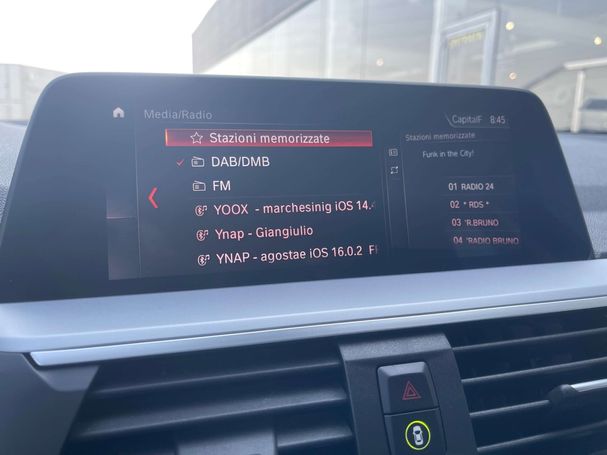 Media/Radio
CapitalF 8:45
Stazioni memorizzate
DAB/DMB
FM
YOOX - marchesinig iOS 14.
Ynap - Giangiulio
YNAP - agostae iOS 16.0.2
Stazioni memorizzate
Funk in the City!
01 RADIO 24
02 * RDS *
03 'R.BRUNO
04 'RADIO BRUNO